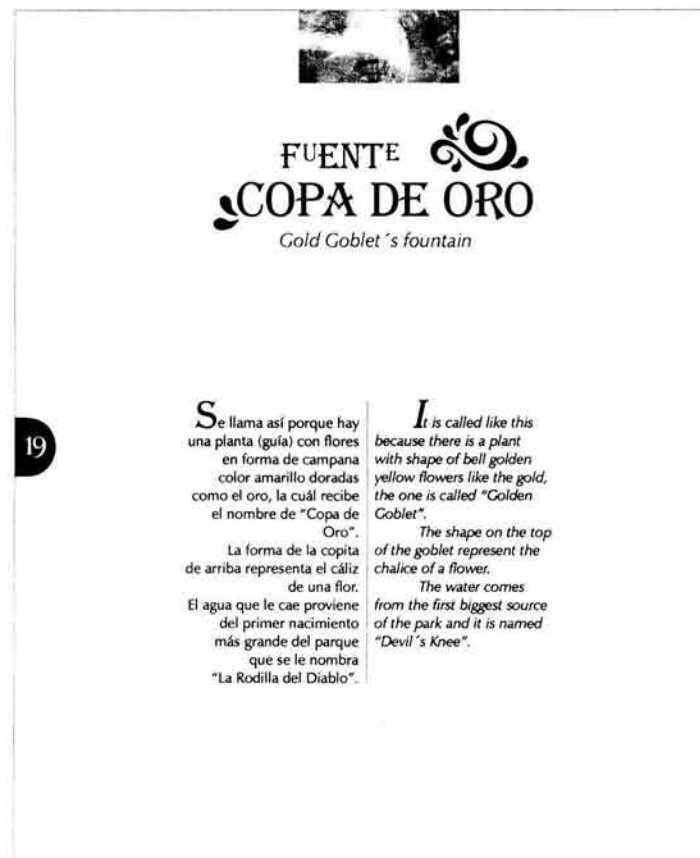 FUENTE
COPA DE ORO
Gold Goblet´s fountain
19
Se llama así porque hay
una planta (guía) con flores
en forma de campana
color amarillo doradas
como el oro, la cuál recibe
el nombre de "Copa de
Oro".
La forma de la copita
de arriba representa el cáliz
de una flor.
El agua que le cae proviene
del primer nacimiento
más grande del parque
que se le nombra
"La Rodilla del Diablo".
It is called like this
because there is a plant
with shape of bell golden
yellow flowers like the gold,
the one is called "Golden
Goblet".
The shape on the top
of the goblet represent the
chalice of a flower.
The water comes
from the first biggest source
of the park and it is named
"Devil´s Knee".